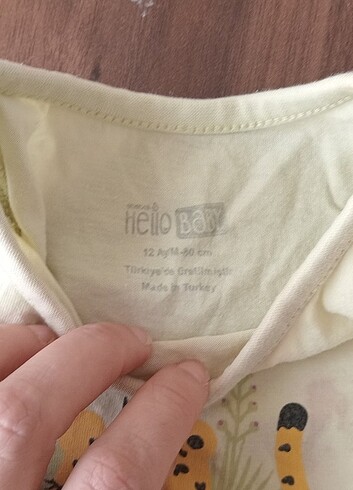 Hello BABY
12 Ay/M-80 cm
Türkiye'de Üretilmiştir
Made in Turkey